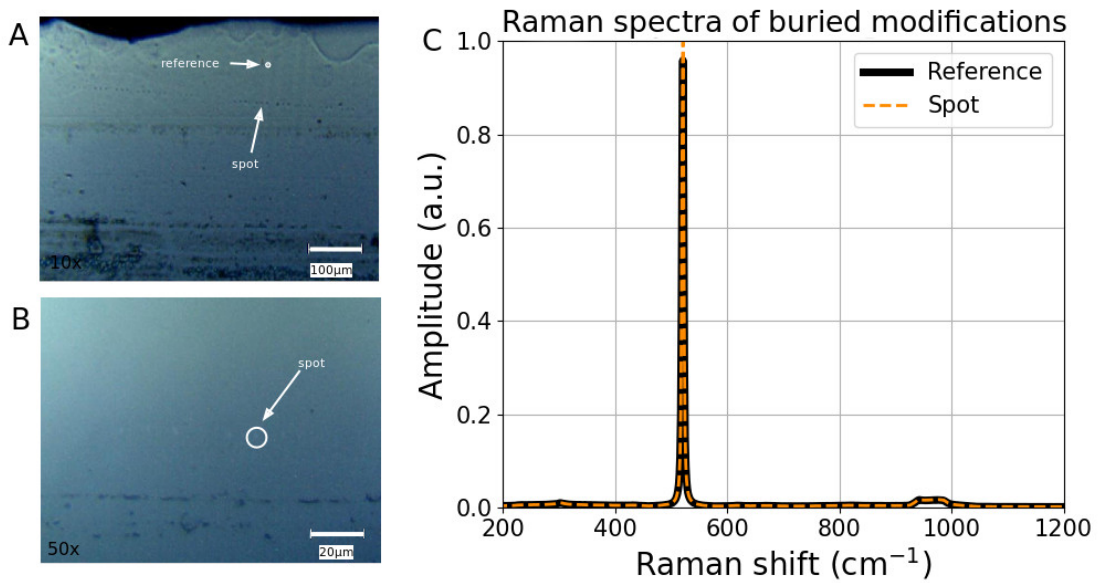 A
reference
spot
10x
100µm
B
spot
50x
20µm
C
Raman spectra of buried modifications
Reference
Spot
Amplitude (a.u.)
1.0
0.8
0.6
0.4
0.2
0.0
200 400 600 800 1000 1200
Raman shift (cm⁻¹)